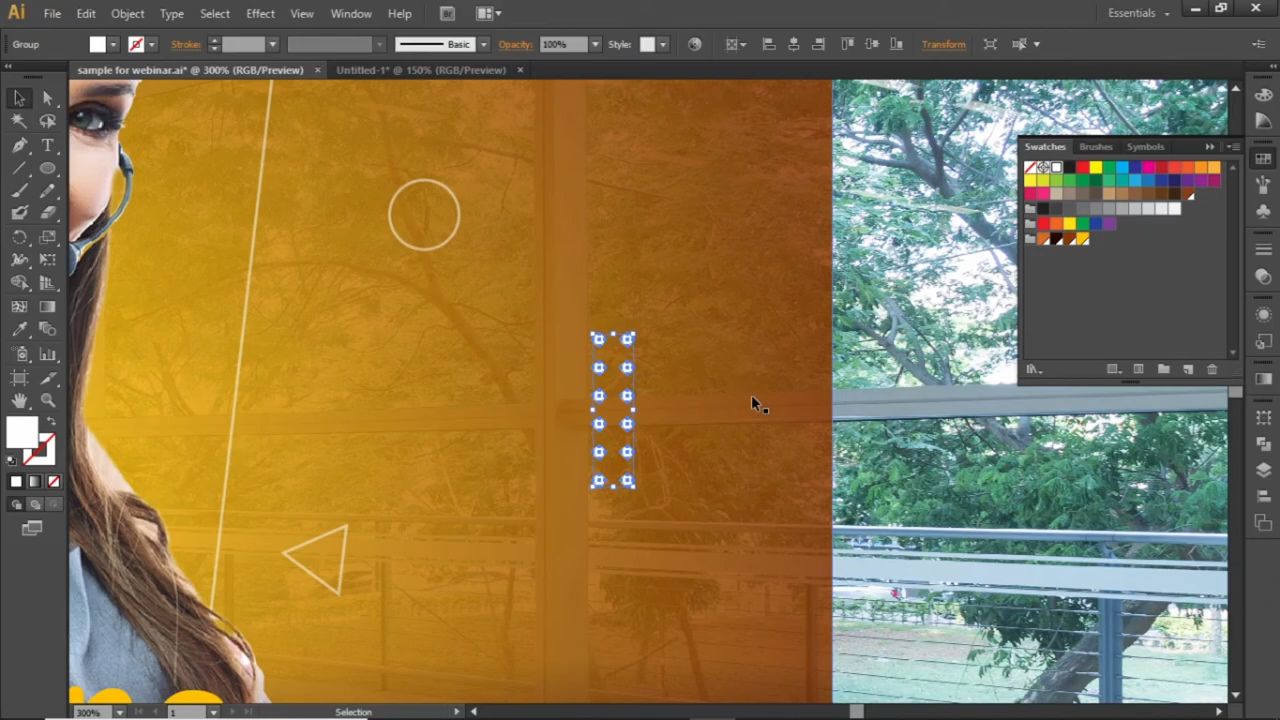 Ai File Edit Object Type Select Effect View Window Help Br Essentials
Group Stroke: Basic Opacity: 100% Style: Transform
sample for webinar.ai* @ 300% (RGB/Preview) × Untitled-1* @ 150% (RGB/Preview) ×
Swatches Brushes Symbols
300% 1 Selection